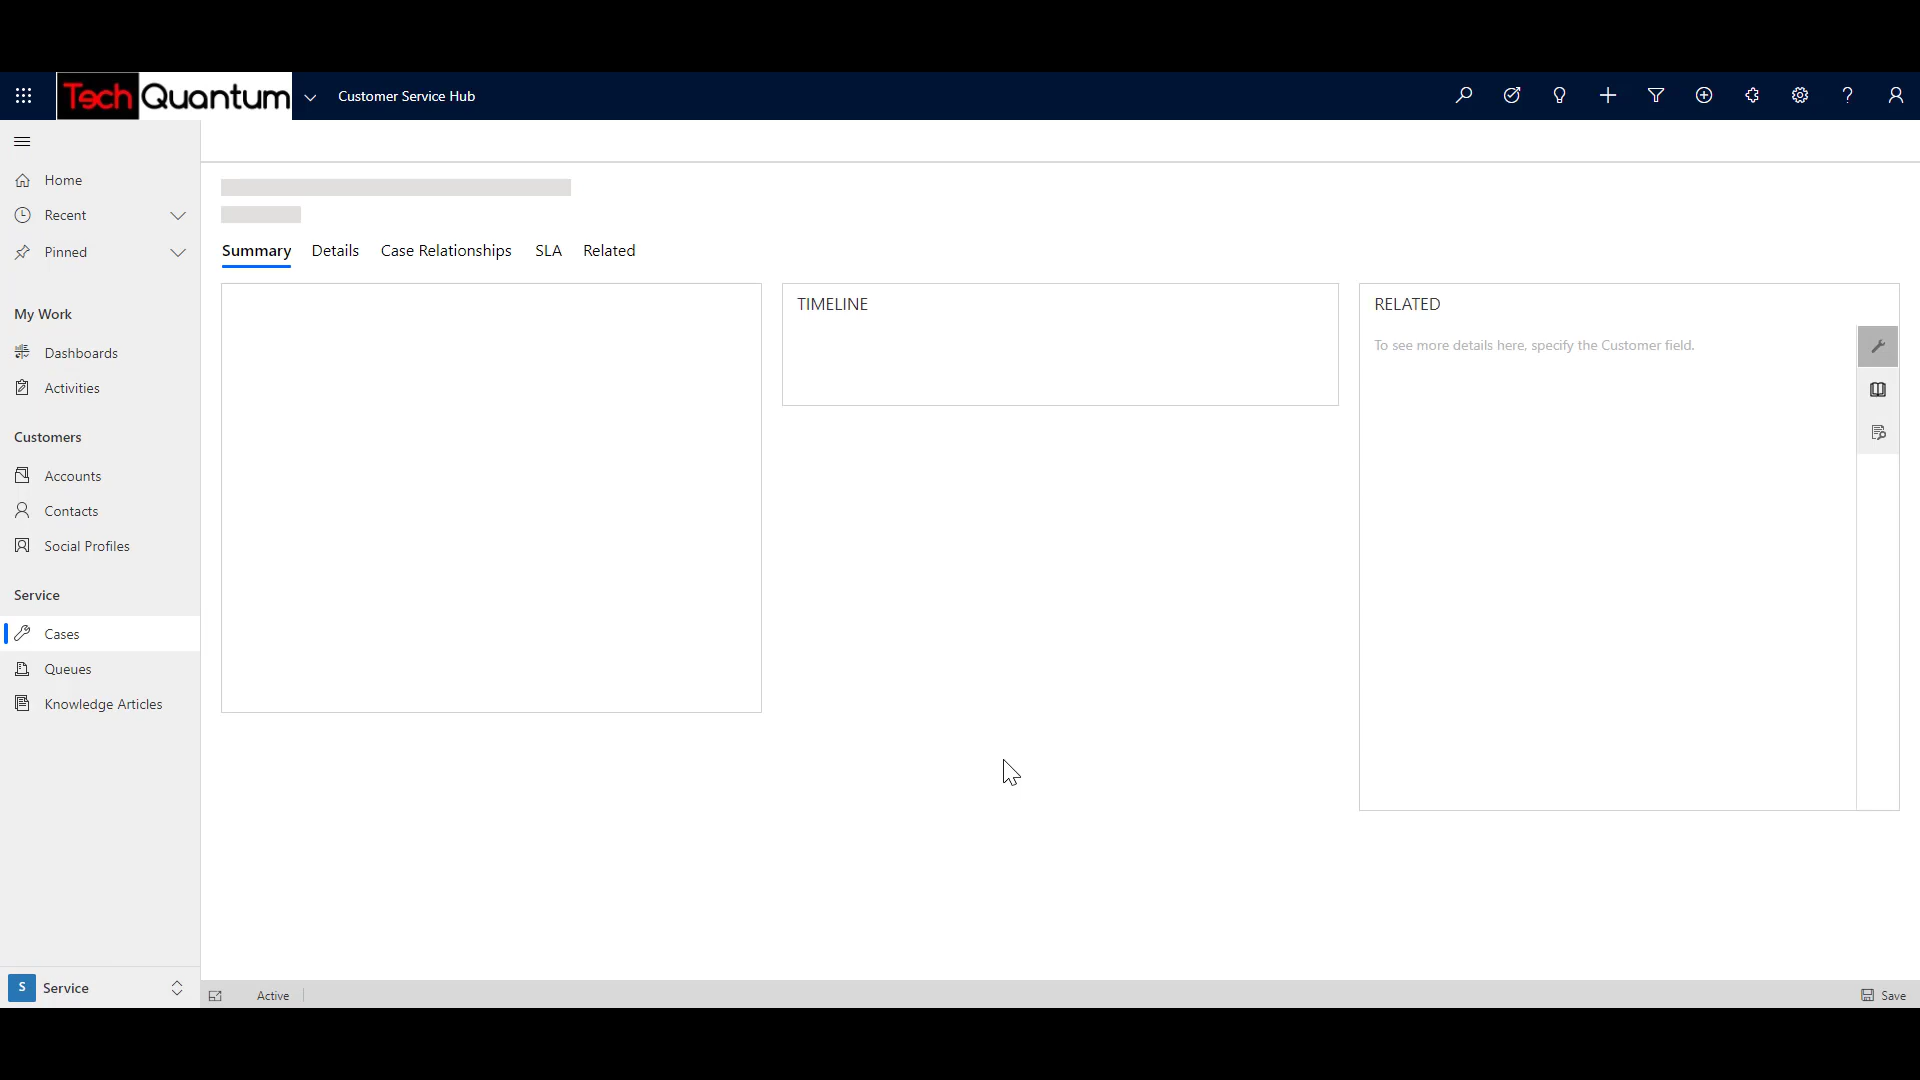 Tech Quantum
Customer Service Hub
Home
Recent
Pinned
My Work
Dashboards
Activities
Customers
Accounts
Contacts
Social Profiles
Service
Cases
Queues
Knowledge Articles
S Service
Summary Details Case Relationships SLA Related
TIMELINE
RELATED
To see more details here, specify the Customer field.
Active
Save